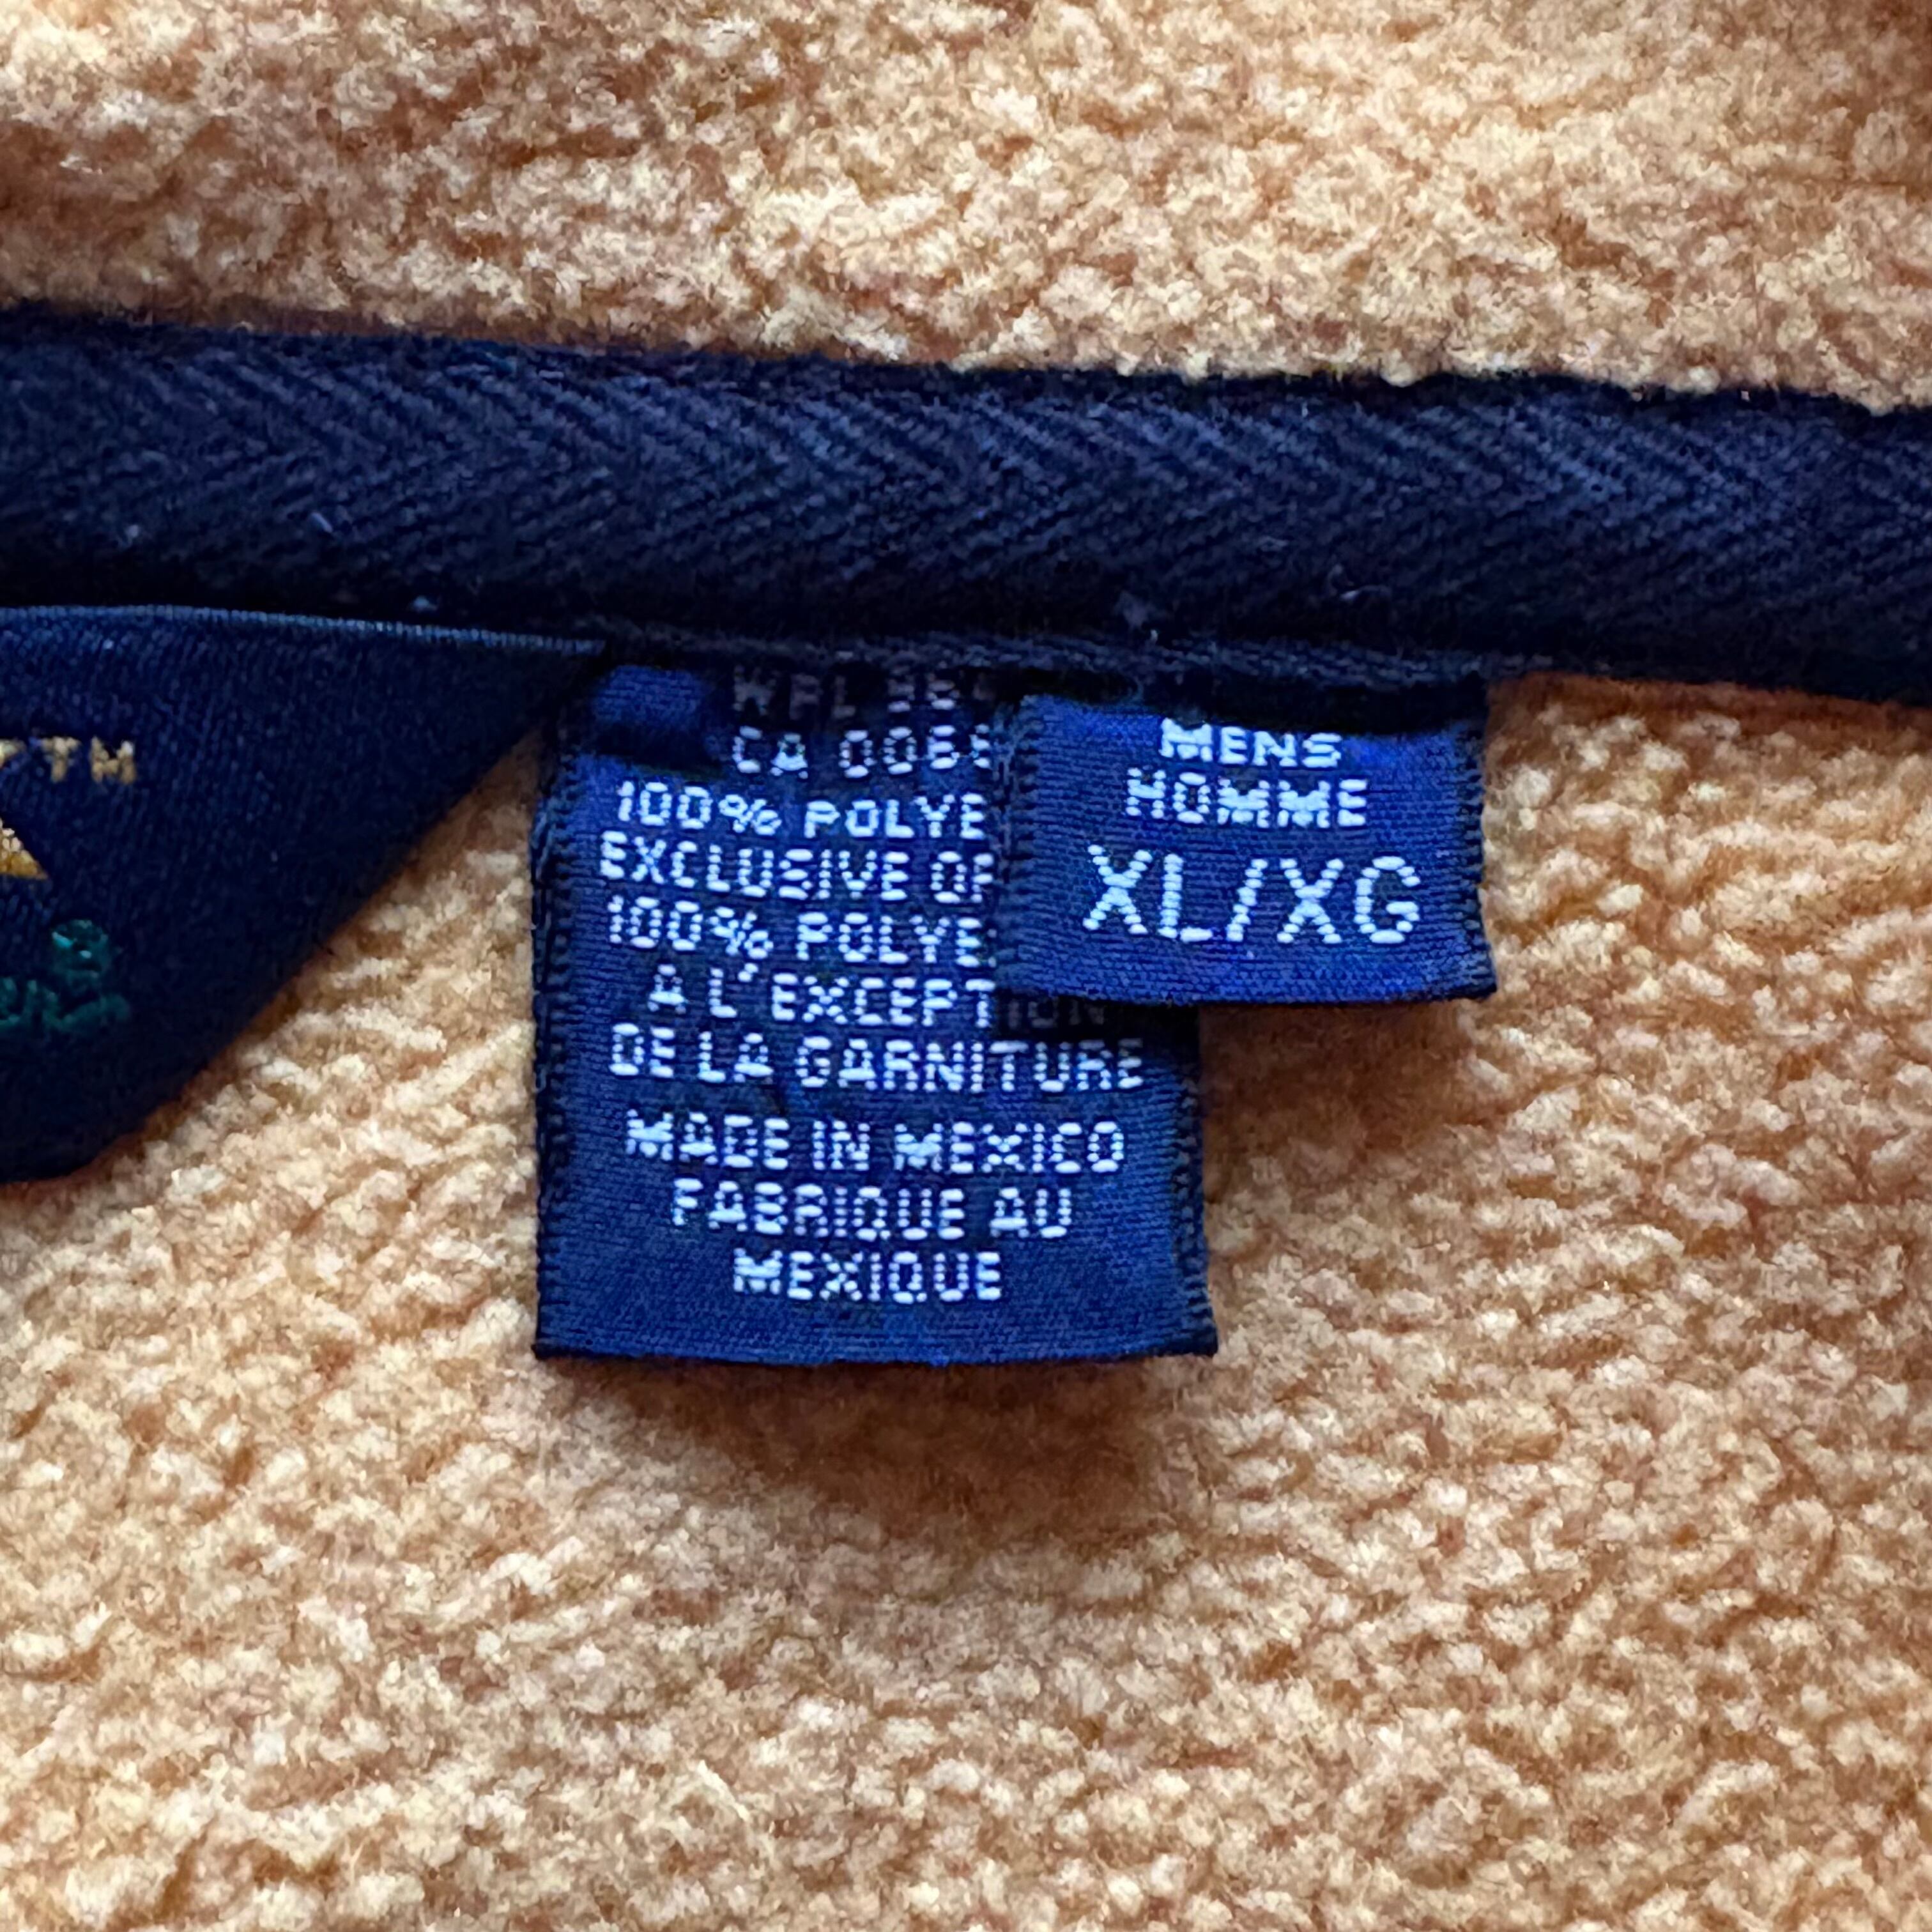 CA
100% POLYE
EXCLUSIVE OF
100% POLYE
A L'EXCEPTION
DE LA GARNITURE
MADE IN MEXICO
FABRIQUE AU
MEXIQUE
MENS
HOMME
XL/XG